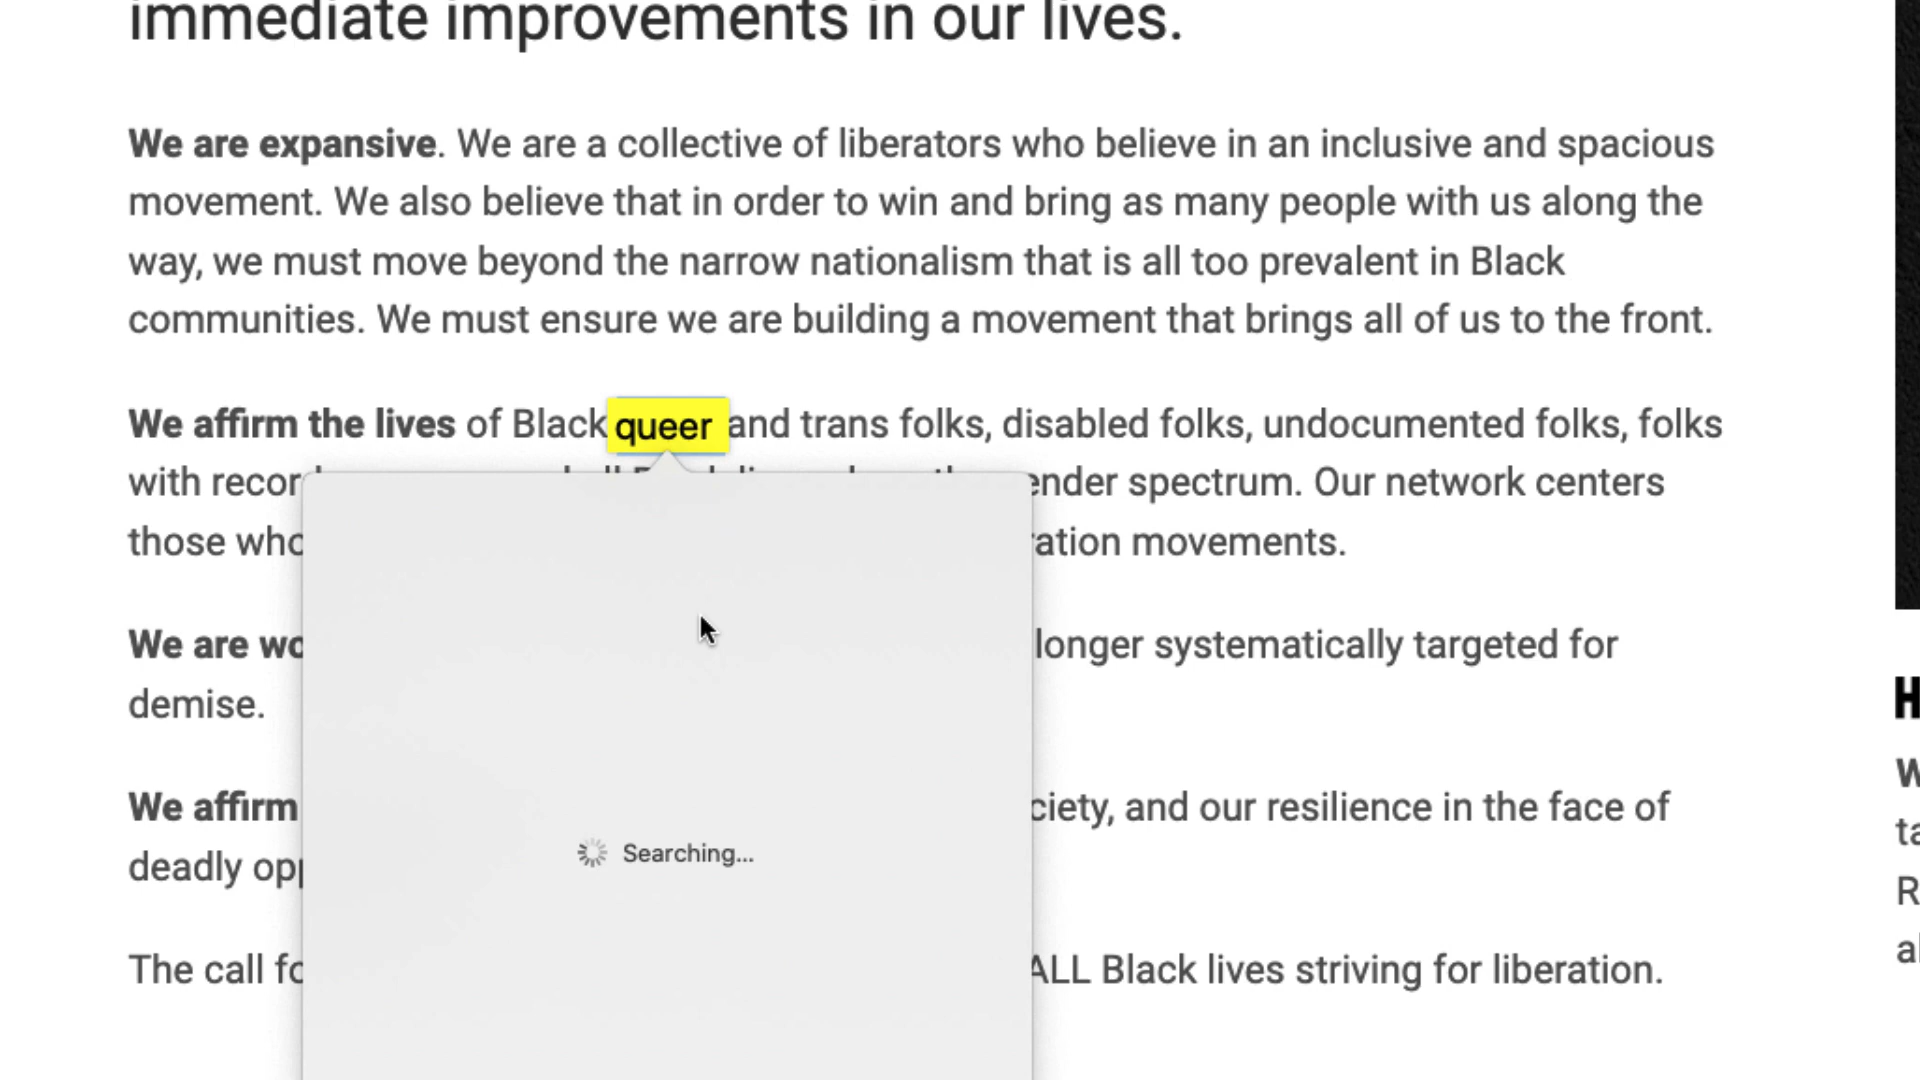 immediate improvements in our lives.
We are expansive. We are a collective of liberators who believe in an inclusive and spacious
movement. We also believe that in order to win and bring as many people with us along the
way, we must move beyond the narrow nationalism that is all too prevalent in Black
communities. We must ensure we are building a movement that brings all of us to the front.
We affirm the lives of Black queer and trans folks, disabled folks, undocumented folks, folks
with recor ender spectrum. Our network centers
those who ration movements.
We are wo longer systematically targeted for
demise.
We affirm ciety, and our resilience in the face of
deadly opp
Searching...
The call fo ALL Black lives striving for liberation.
H
W
ta
R
al